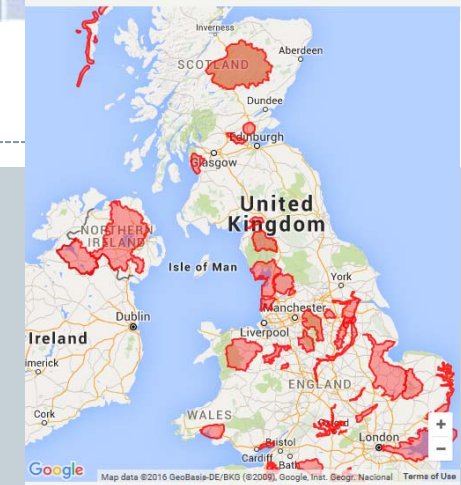 Inverness
Aberdeen
SCOTLAND
Dundee
Edinburgh
Glasgow
United
Kingdom
NORTHERN
IRELAND
Isle of Man
York
Dublin
Manchester
Liverpool
Ireland
imerick
ENGLAND
Cork
WALES
Oxford
London
Bristol
Cardiff
Bath
+
−
Google
Map data ©2016 GeoBasis-DE/BKG (©2009), Google, Inst. Geogr. Nacional
Terms of Use